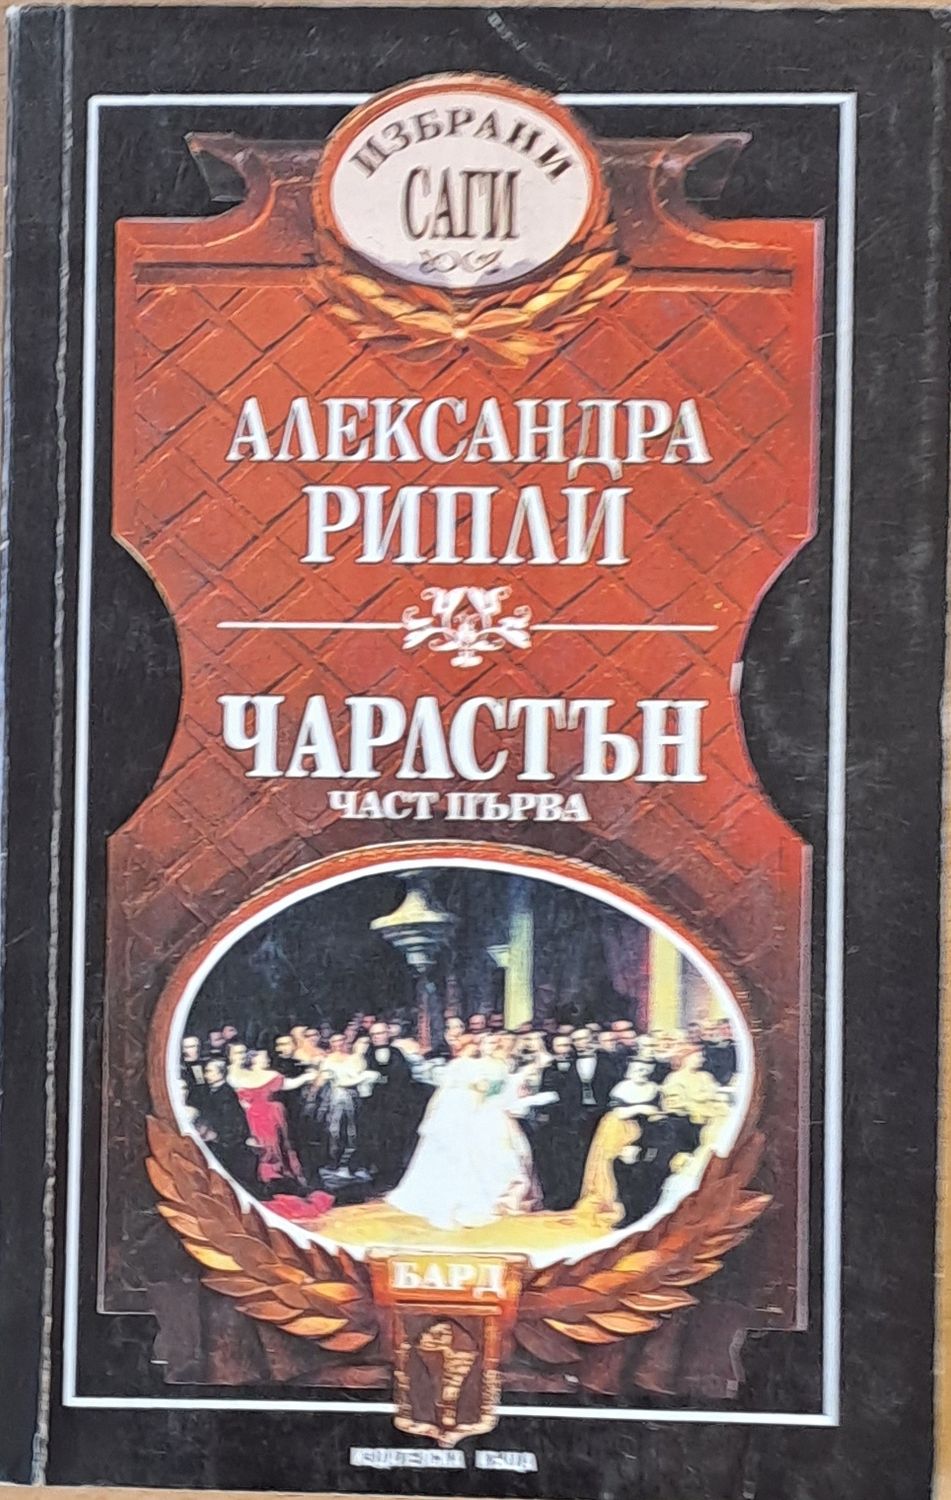 ИЗБРАНИ
САГИ
АЛЕКСАНДРА
РИПЛИ
ЧАРЛСТЪН
ЧАСТ ПЪРВА
БАРД